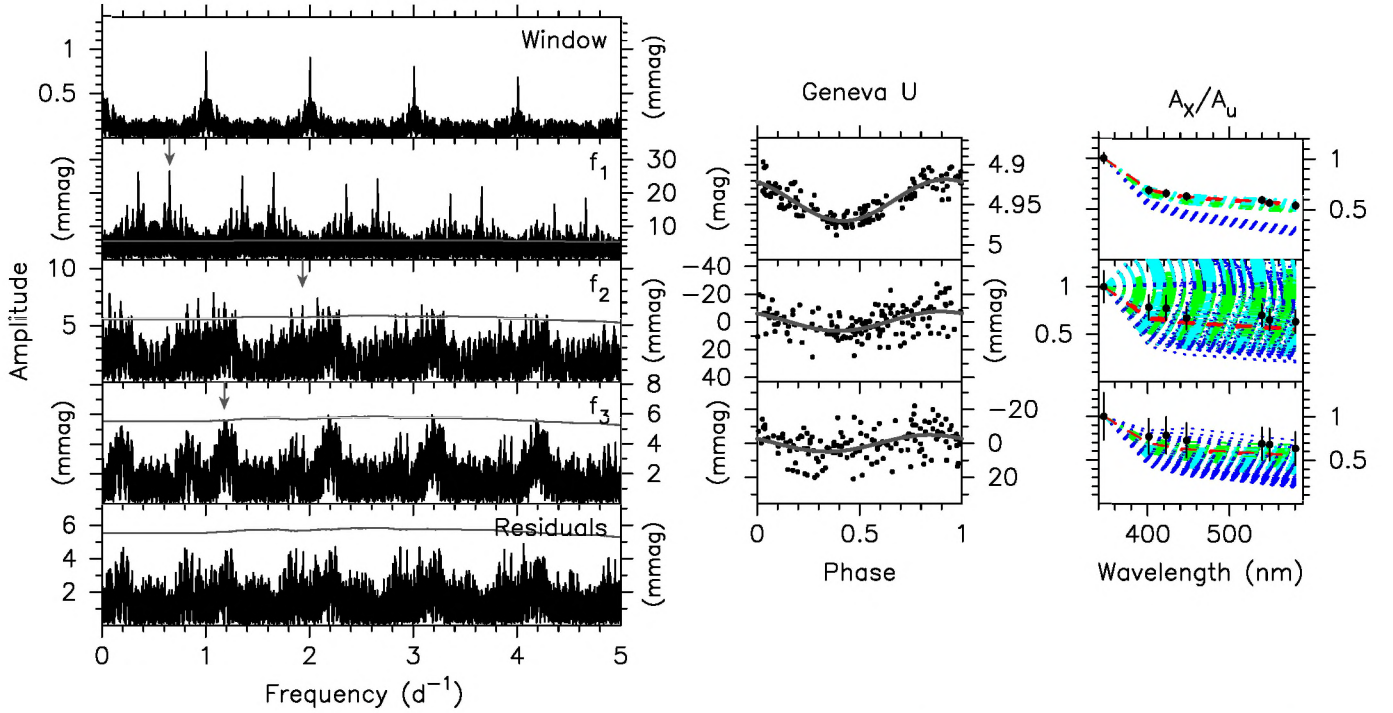 Window
1
0.5
(mmag)
f1
30
20
10
(mmag)
Amplitude
10
5
f2
(mmag)
8
6
4
2
f3
(mmag)
6
4
2
Residuals
(mmag)
0 1 2 3 4 5
Frequency (d⁻¹)
Geneva U
4.9
4.95
5
(mag)
−40
−20
0
20
40
(mmag)
−20
0
20
(mmag)
0 0.5 1
Phase
Ax/Au
1
0.5
1
0.5
1
0.5
400 500
Wavelength (nm)